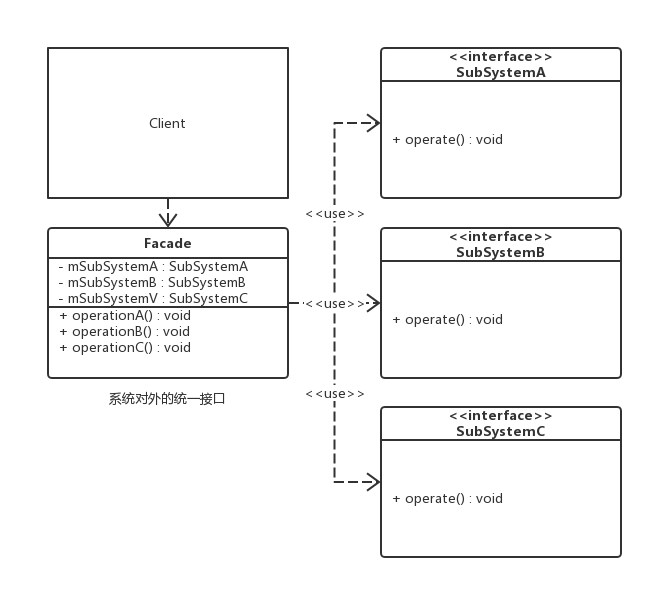 Client
Facade
- mSubSystemA : SubSystemA
- mSubSystemB : SubSystemB
- mSubSystemV : SubSystemC
+ operationA() : void
+ operationB() : void
+ operationC() : void
系统对外的统一接口
<<use>>
<<use>>
<<use>>
<<interface>>
SubSystemA
+ operate() : void
<<interface>>
SubSystemB
+ operate() : void
<<interface>>
SubSystemC
+ operate() : void